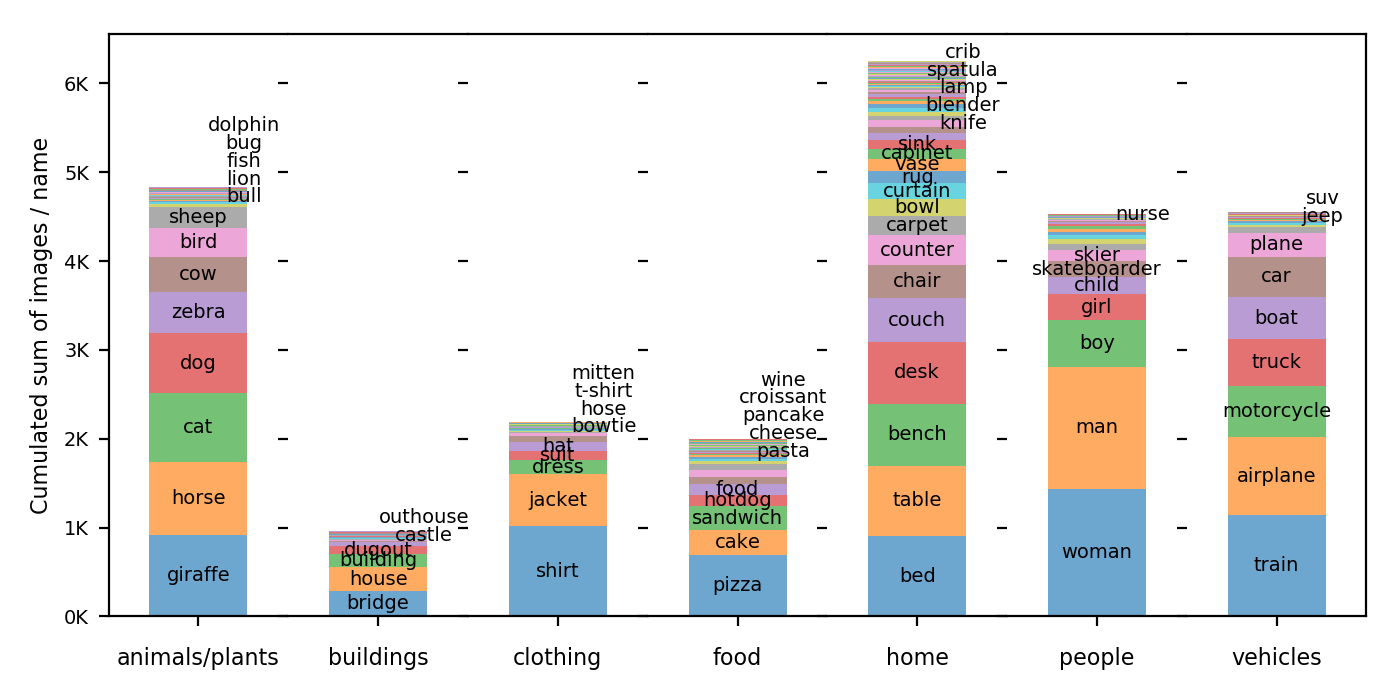 Cumulated sum of images / name
6K
5K
4K
3K
2K
1K
0K
dolphin
bug
fish
lion
bull
sheep
bird
cow
zebra
dog
cat
horse
giraffe
animals/plants
outhouse
castle
dugout
building
house
bridge
buildings
mitten
t-shirt
hose
bowtie
hat
suit
dress
jacket
shirt
clothing
wine
croissant
pancake
cheese
pasta
food
hotdog
sandwich
cake
pizza
food
crib
spatula
lamp
blender
knife
sink
cabinet
vase
rug
curtain
bowl
carpet
counter
chair
couch
desk
bench
table
bed
home
nurse
skier
skateboarder
child
girl
boy
man
woman
people
suv
jeep
plane
car
boat
truck
motorcycle
airplane
train
vehicles